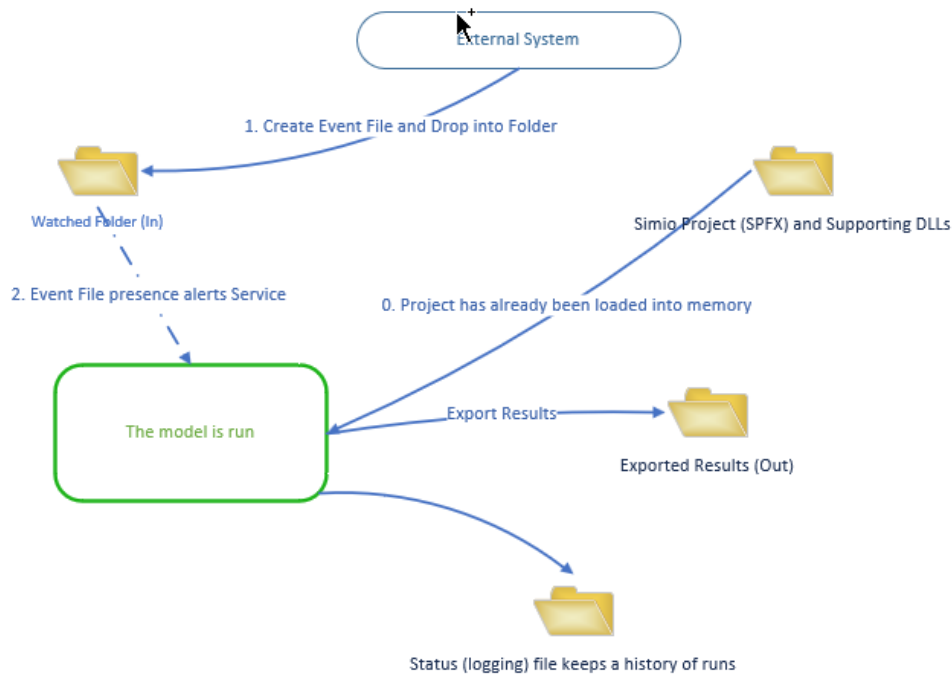 External System
1. Create Event File and Drop into Folder
Watched Folder (In)
Simio Project (SPFX) and Supporting DLLs
2. Event File presence alerts Service
0. Project has already been loaded into memory
Export Results
The model is run
Exported Results (Out)
Status (logging) file keeps a history of runs